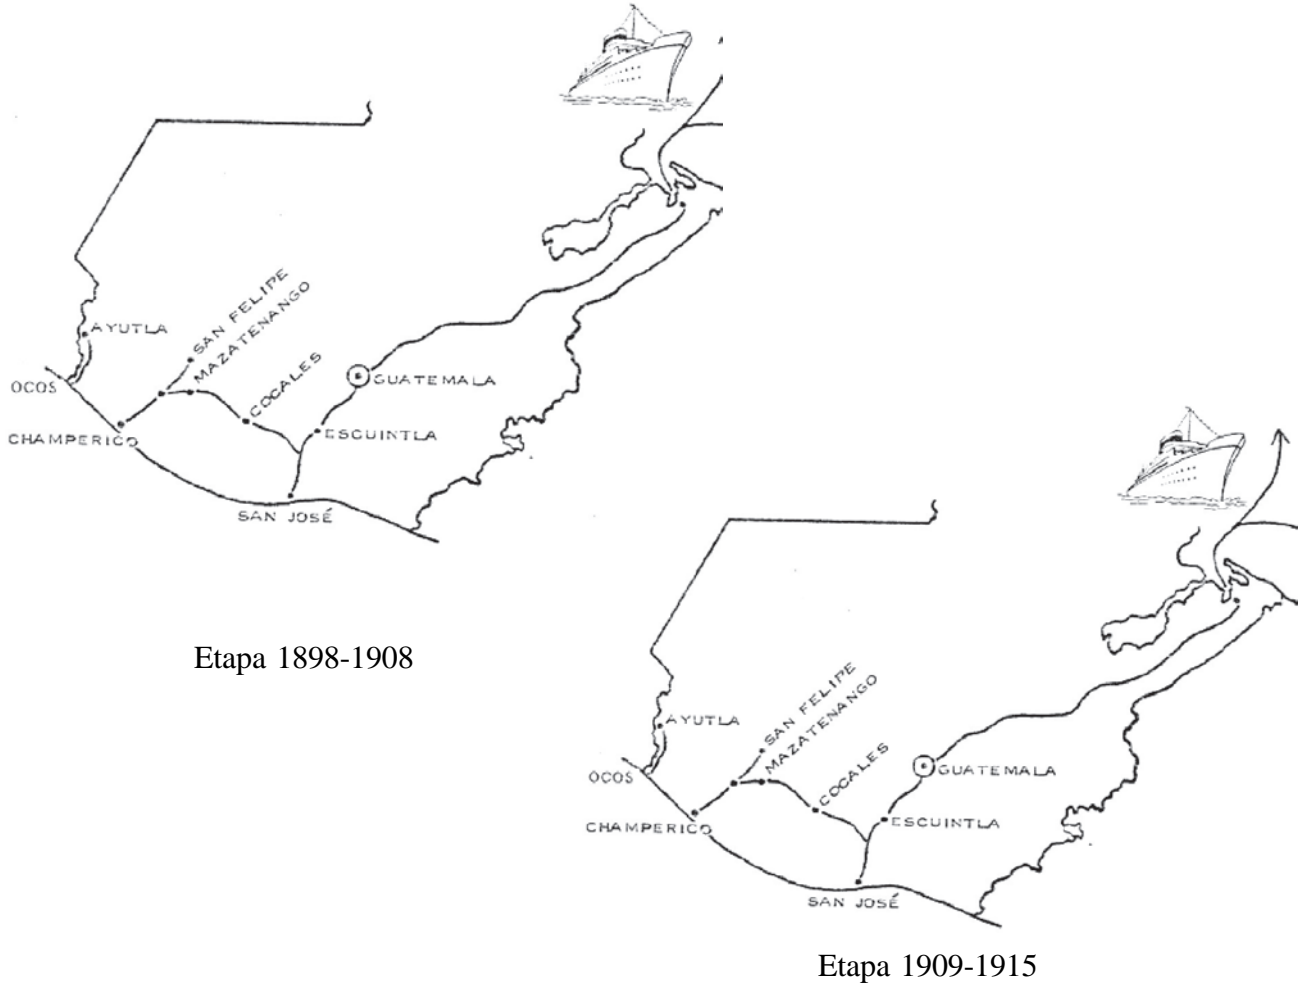 SAN FELIPE
MAZATENANGO
AYUTLA
COCALES
OCOS
GUATEMALA
CHAMPERICO
ESCUINTLA
SAN JOSÉ
Etapa 1898-1908
SAN FELIPE
MAZATENANGO
AYUTLA
COCALES
OCOS
GUATEMALA
CHAMPERICO
ESCUINTLA
SAN JOSÉ
Etapa 1909-1915